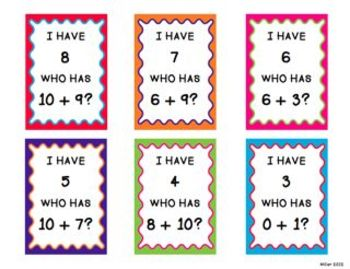 I HAVE
8
WHO HAS
10 + 9?
I HAVE
7
WHO HAS
6 + 9?
I HAVE
6
WHO HAS
6 + 3?
I HAVE
5
WHO HAS
10 + 7?
I HAVE
4
WHO HAS
8 + 10?
I HAVE
3
WHO HAS
0 + 1?
Miller